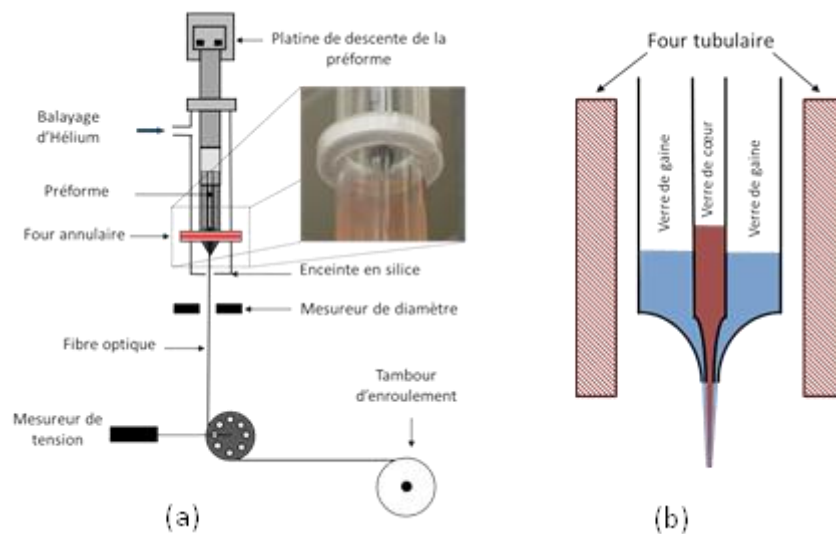 Platine de descente de la
préforme
Balayage
d'Hélium
Préforme
Four annulaire
Enceinte en silice
Mesureur de diamètre
Fibre optique
Tambour
d'enroulement
Mesureur de
tension
(a)
Four tubulaire
Verre de gaine
Verre de cœur
Verre de gaine
(b)